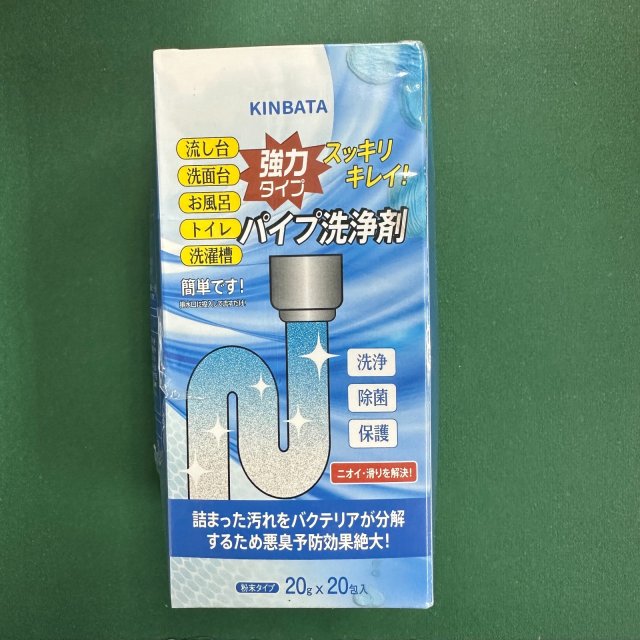 KINBATA
流し台
洗面台
お風呂
トイレ
洗濯槽
強力
タイプ
スッキリ
キレイ!
パイプ洗浄剤
簡単です!
洗浄
除菌
保護
ニオイ・滑りを解決!
詰まった汚れをバクテリアが分解
するため悪臭予防効果絶大!
粉末タイプ 20g x 20包入